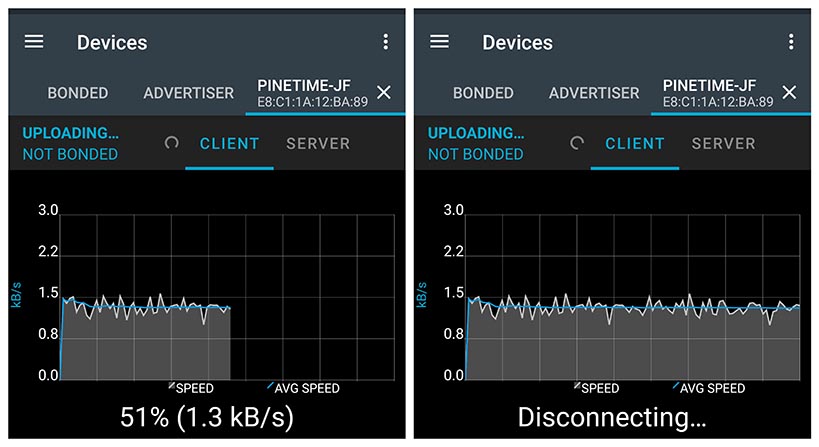 Devices
BONDED
ADVERTISER
PINETIME-JF
E8:C1:1A:12:BA:89
UPLOADING...
NOT BONDED
CLIENT
SERVER
3.0
2.2
1.5
0.8
0.0
kB/s
SPEED
AVG SPEED
51% (1.3 kB/s)
Devices
BONDED
ADVERTISER
PINETIME-JF
E8:C1:1A:12:BA:89
UPLOADING...
NOT BONDED
CLIENT
SERVER
3.0
2.2
1.5
0.8
0.0
kB/s
SPEED
AVG SPEED
Disconnecting...